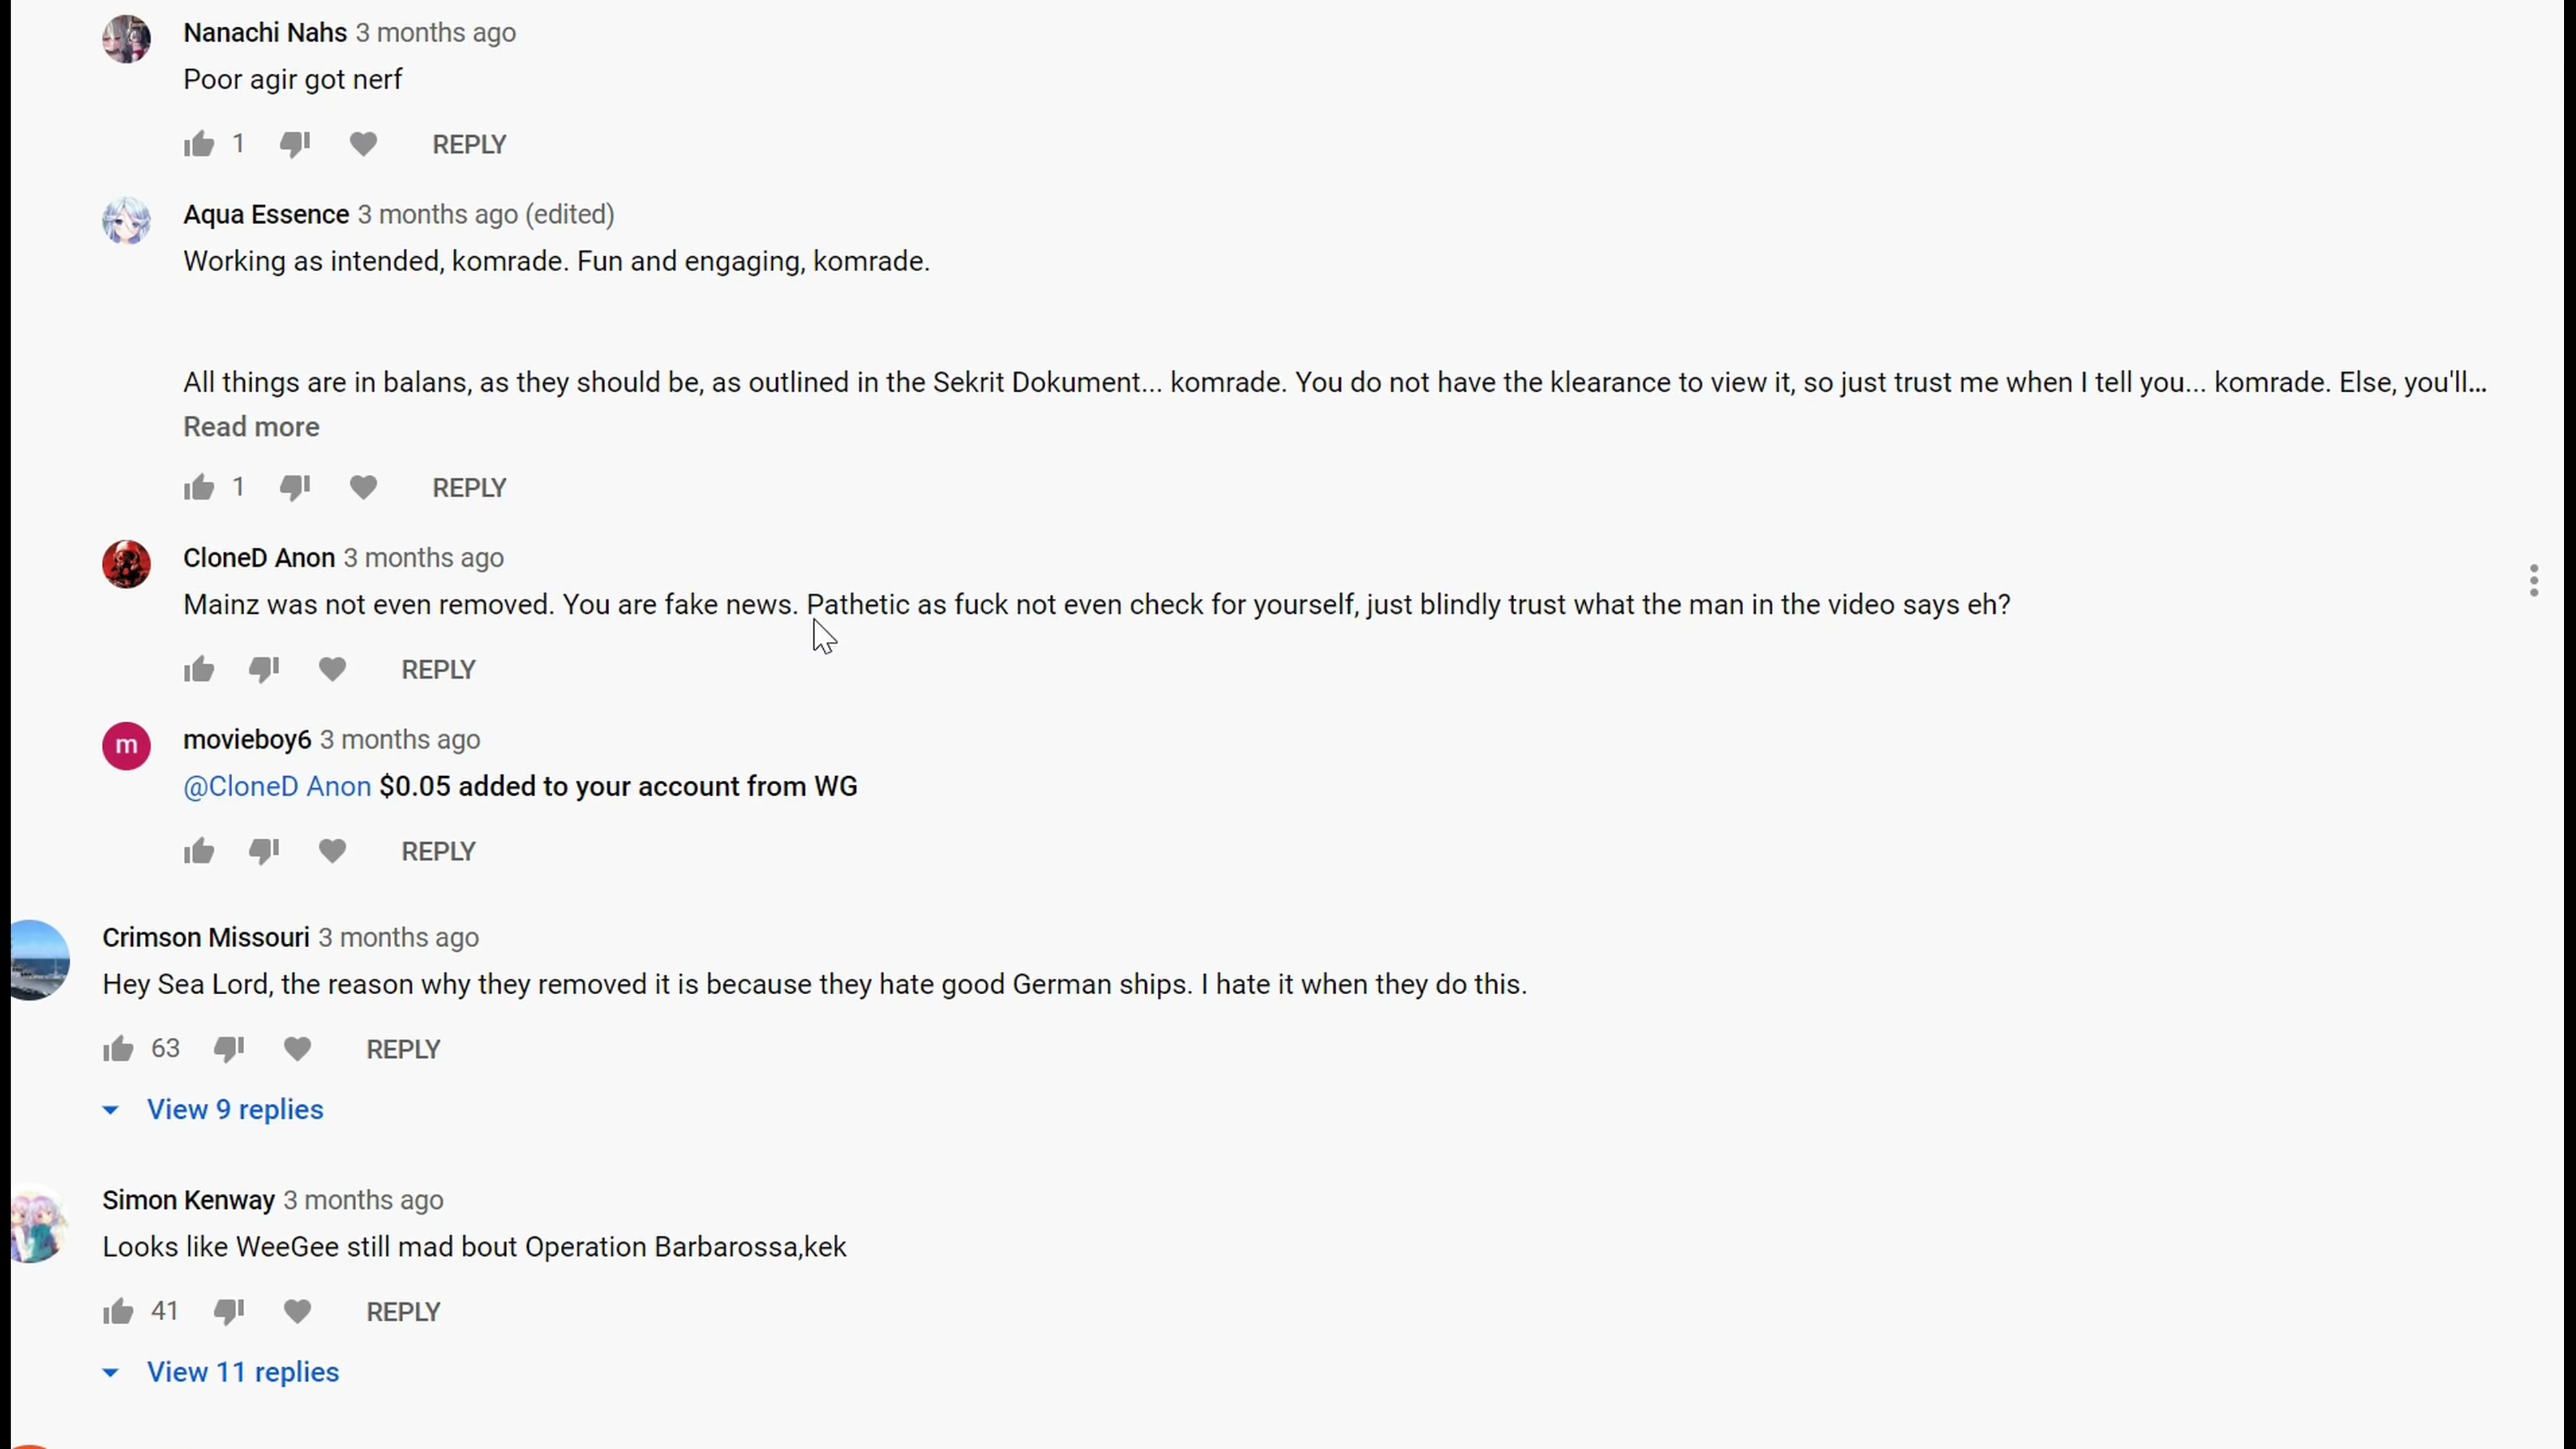 Nanachi Nahs 3 months ago
Poor agir got nerf
1 REPLY
Aqua Essence 3 months ago (edited)
Working as intended, komrade. Fun and engaging, komrade.
All things are in balans, as they should be, as outlined in the Sekrit Dokument... komrade. You do not have the klearance to view it, so just trust me when I tell you... komrade. Else, you'll...
Read more
1 REPLY
CloneD Anon 3 months ago
Mainz was not even removed. You are fake news. Pathetic as fuck not even check for yourself, just blindly trust what the man in the video says eh?
REPLY
m
movieboy6 3 months ago
@CloneD Anon $0.05 added to your account from WG
REPLY
Crimson Missouri 3 months ago
Hey Sea Lord, the reason why they removed it is because they hate good German ships. I hate it when they do this.
63 REPLY
View 9 replies
Simon Kenway 3 months ago
Looks like WeeGee still mad bout Operation Barbarossa,kek
41 REPLY
View 11 replies